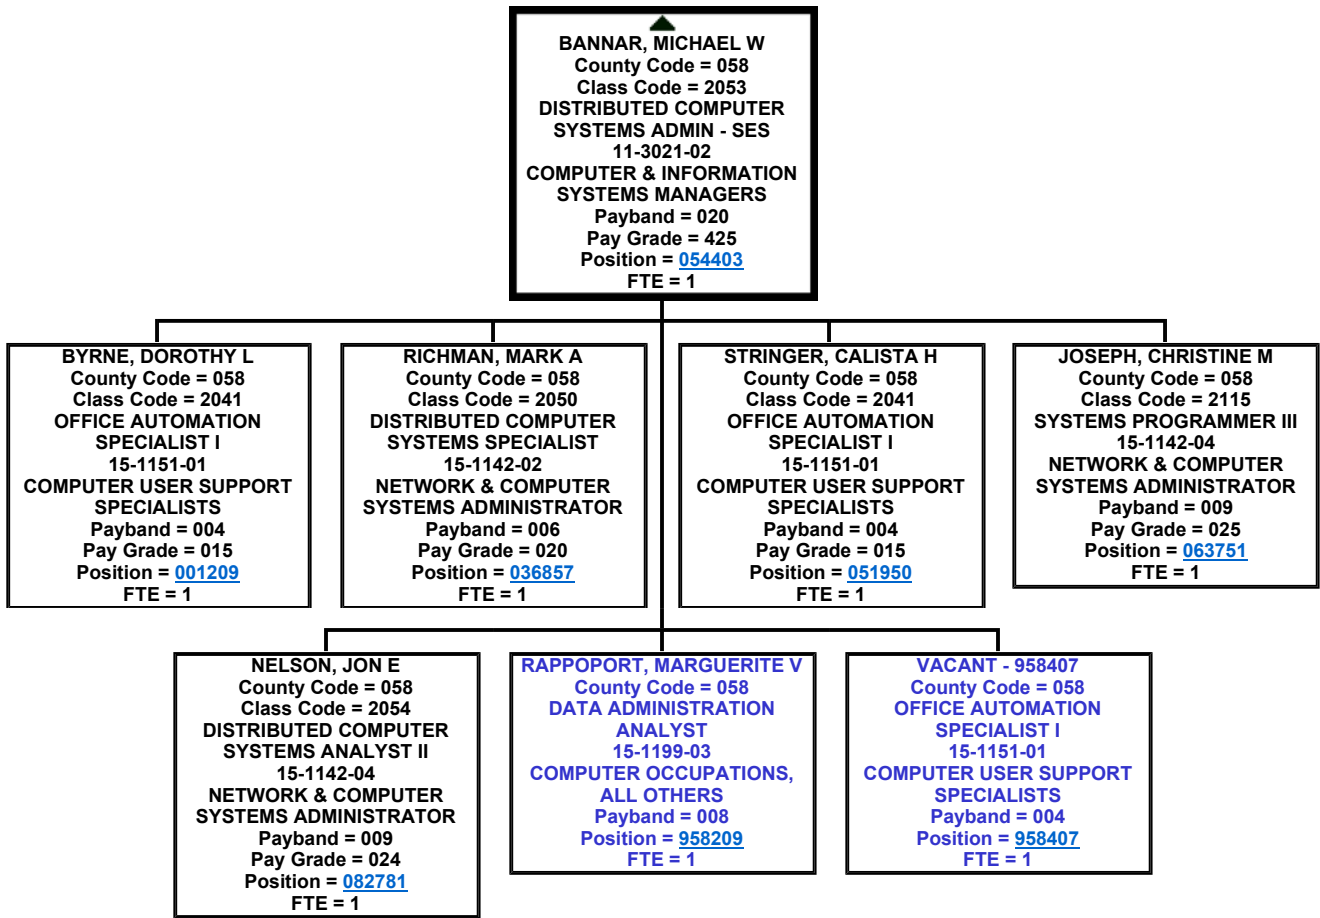 BANNAR, MICHAEL W
County Code = 058
Class Code = 2053
DISTRIBUTED COMPUTER
SYSTEMS ADMIN - SES
11-3021-02
COMPUTER & INFORMATION
SYSTEMS MANAGERS
Payband = 020
Pay Grade = 425
Position = 054403
FTE = 1
BYRNE, DOROTHY L
County Code = 058
Class Code = 2041
OFFICE AUTOMATION
SPECIALIST I
15-1151-01
COMPUTER USER SUPPORT
SPECIALISTS
Payband = 004
Pay Grade = 015
Position = 001209
FTE = 1
RICHMAN, MARK A
County Code = 058
Class Code = 2050
DISTRIBUTED COMPUTER
SYSTEMS SPECIALIST
15-1142-02
NETWORK & COMPUTER
SYSTEMS ADMINISTRATOR
Payband = 006
Pay Grade = 020
Position = 036857
FTE = 1
STRINGER, CALISTA H
County Code = 058
Class Code = 2041
OFFICE AUTOMATION
SPECIALIST I
15-1151-01
COMPUTER USER SUPPORT
SPECIALISTS
Payband = 004
Pay Grade = 015
Position = 051950
FTE = 1
JOSEPH, CHRISTINE M
County Code = 058
Class Code = 2115
SYSTEMS PROGRAMMER III
15-1142-04
NETWORK & COMPUTER
SYSTEMS ADMINISTRATOR
Payband = 009
Pay Grade = 025
Position = 063751
FTE = 1
NELSON, JON E
County Code = 058
Class Code = 2054
DISTRIBUTED COMPUTER
SYSTEMS ANALYST II
15-1142-04
NETWORK & COMPUTER
SYSTEMS ADMINISTRATOR
Payband = 009
Pay Grade = 024
Position = 082781
FTE = 1
RAPPOPORT, MARGUERITE V
County Code = 058
DATA ADMINISTRATION
ANALYST
15-1199-03
COMPUTER OCCUPATIONS,
ALL OTHERS
Payband = 008
Position = 958209
FTE = 1
VACANT - 958407
County Code = 058
OFFICE AUTOMATION
SPECIALIST I
15-1151-01
COMPUTER USER SUPPORT
SPECIALISTS
Payband = 004
Position = 958407
FTE = 1